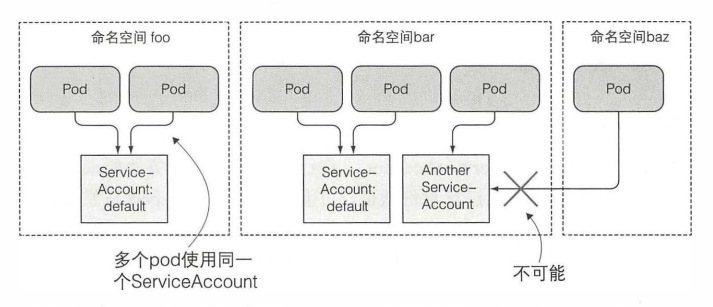 命名空间 foo
命名空间bar
命名空间baz
Pod
Pod
Pod
Pod
Pod
Pod
Service-
Account:
default
Service-
Account:
default
Another
Service-
Account
多个pod使用同一
个ServiceAccount
不可能